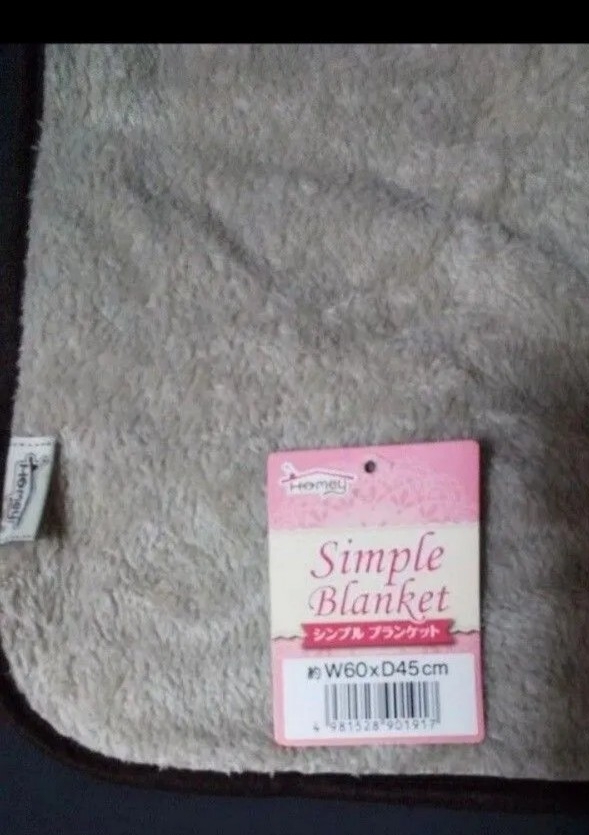 Homey
Simple
Blanket
シンプル ブランケット
約 W60xD45cm
4 981528 901917
Homey